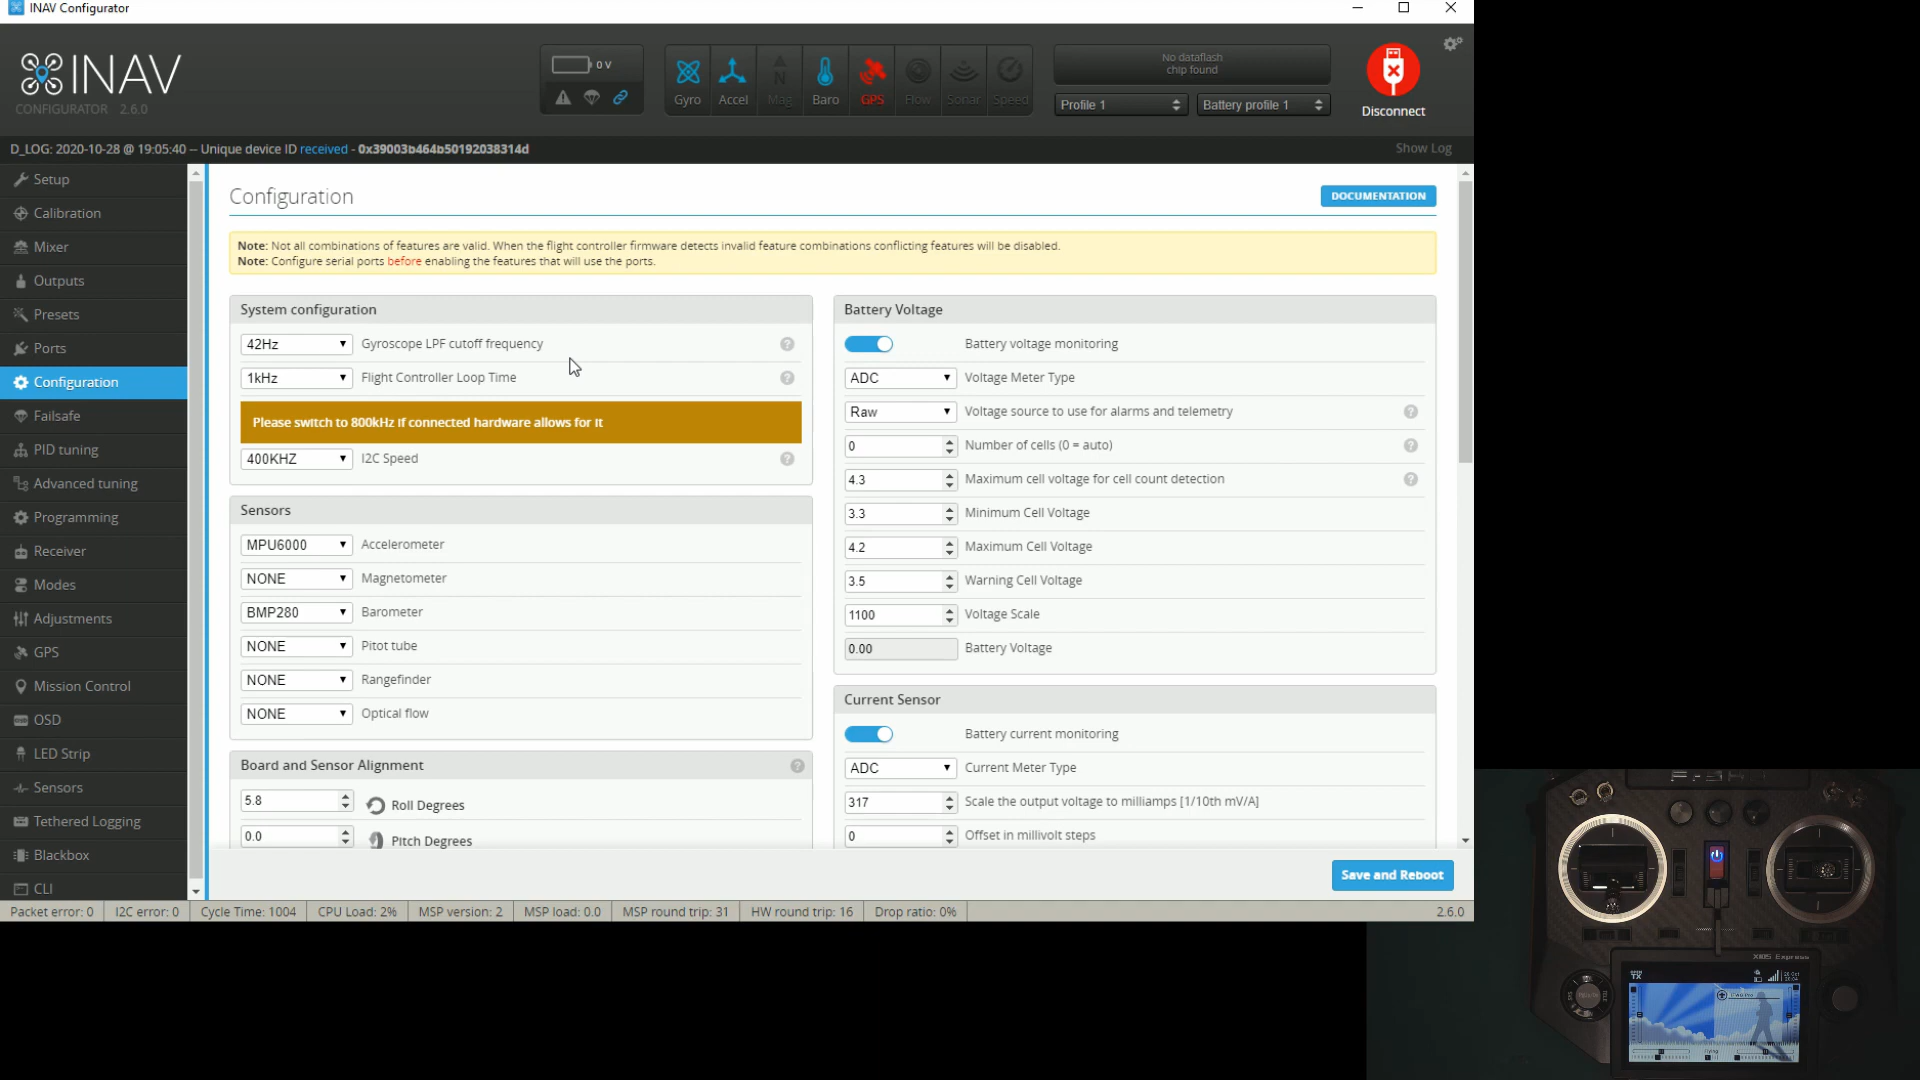 INAV Configurator
INAV
CONFIGURATOR 2.6.0
0 V
Gyro
Accel
Mag
Baro
GPS
Flow
Sonar
Speed
No dataflash
chip found
Profile 1
Battery profile 1
Disconnect
D_LOG: 2020-10-28 @ 19:05:40 -- Unique device ID received - 0x39003b464b50192038314d
Show Log
Setup
Calibration
Mixer
Outputs
Presets
Ports
Configuration
Failsafe
PID tuning
Advanced tuning
Programming
Receiver
Modes
Adjustments
GPS
Mission Control
OSD
LED Strip
Sensors
Tethered Logging
Blackbox
CLI
Configuration
DOCUMENTATION
Note: Not all combinations of features are valid. When the flight controller firmware detects invalid feature combinations conflicting features will be disabled.
Note: Configure serial ports before enabling the features that will use the ports.
System configuration
42Hz Gyroscope LPF cutoff frequency
1kHz Flight Controller Loop Time
Please switch to 800kHz if connected hardware allows for it
400KHZ I2C Speed
Sensors
MPU6000 Accelerometer
NONE Magnetometer
BMP280 Barometer
NONE Pitot tube
NONE Rangefinder
NONE Optical flow
Board and Sensor Alignment
5.8 Roll Degrees
0.0 Pitch Degrees
Battery Voltage
Battery voltage monitoring
ADC Voltage Meter Type
Raw Voltage source to use for alarms and telemetry
0 Number of cells (0 = auto)
4.3 Maximum cell voltage for cell count detection
3.3 Minimum Cell Voltage
4.2 Maximum Cell Voltage
3.5 Warning Cell Voltage
1100 Voltage Scale
0.00 Battery Voltage
Current Sensor
Battery current monitoring
ADC Current Meter Type
317 Scale the output voltage to milliamps [1/10th mV/A]
0 Offset in millivolt steps
Save and Reboot
Packet error: 0
I2C error: 0
Cycle Time: 1004
CPU Load: 2%
MSP version: 2
MSP load: 0.0
MSP round trip: 31
HW round trip: 16
Drop ratio: 0%
2.6.0
X10S Express